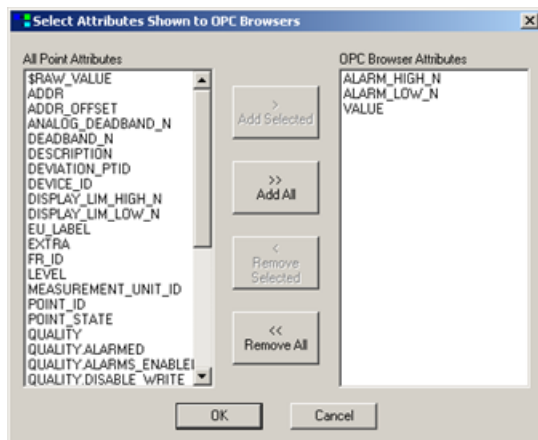 Select Attributes Shown to OPC Browsers
All Point Attributes
$RAW_VALUE
ADDR
ADDR_OFFSET
ANALOG_DEADBAND_N
DEADBAND_N
DESCRIPTION
DEVIATION_PTID
DEVICE_ID
DISPLAY_LIM_HIGH_N
DISPLAY_LIM_LOW_N
EU_LABEL
EXTRA
FR_ID
LEVEL
MEASUREMENT_UNIT_ID
POINT_ID
POINT_STATE
QUALITY
QUALITY.ALARMED
QUALITY.ALARMS_ENABLE
QUALITY.DISABLE_WRITE
>
Add Selected
>>
Add All
<
Remove
Selected
<<
Remove All
OPC Browser Attributes
ALARM_HIGH_N
ALARM_LOW_N
VALUE
OK
Cancel